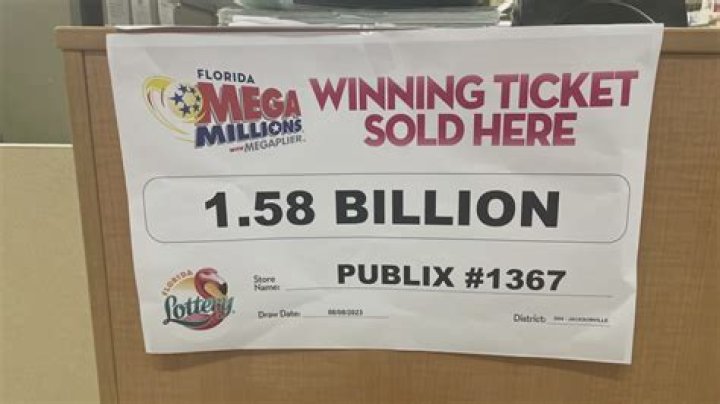 FLORIDA
MEGA
MILLIONS
WITH MEGAPLIER
WINNING TICKET
SOLD HERE
1.58 BILLION
FLORIDA
Lottery
Store
Name: PUBLIX #1367
Draw Date: 08/08/2023
District: JACKSONVILLE